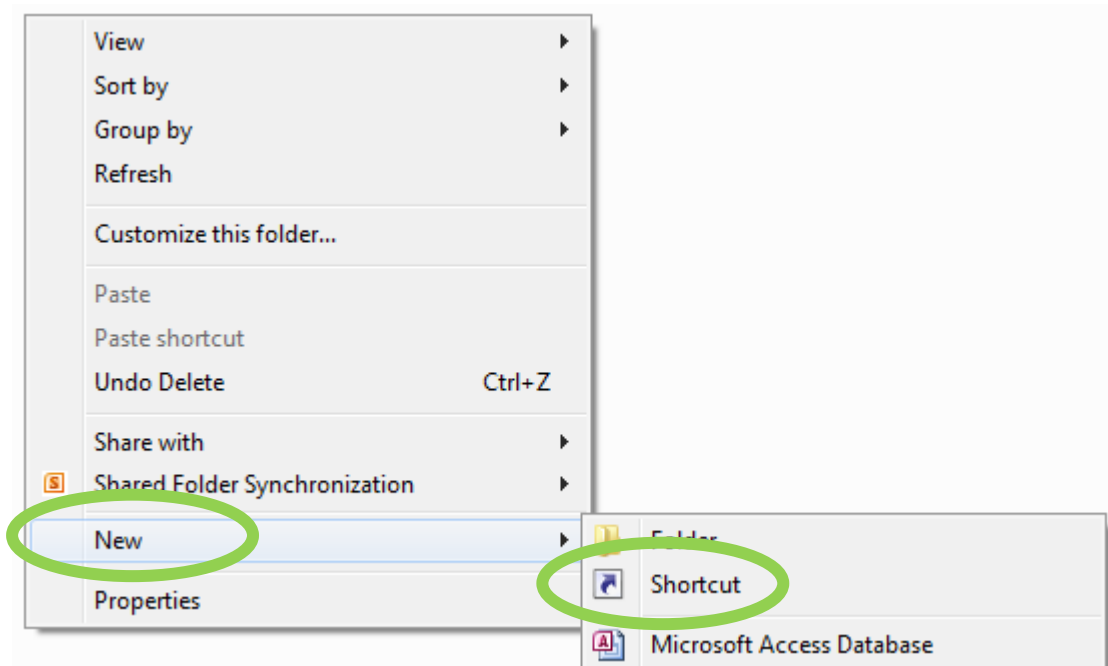 View
Sort by
Group by
Refresh
Customize this folder...
Paste
Paste shortcut
Undo Delete Ctrl+Z
Share with
S Shared Folder Synchronization
New
Folder
Shortcut
Properties
A Microsoft Access Database